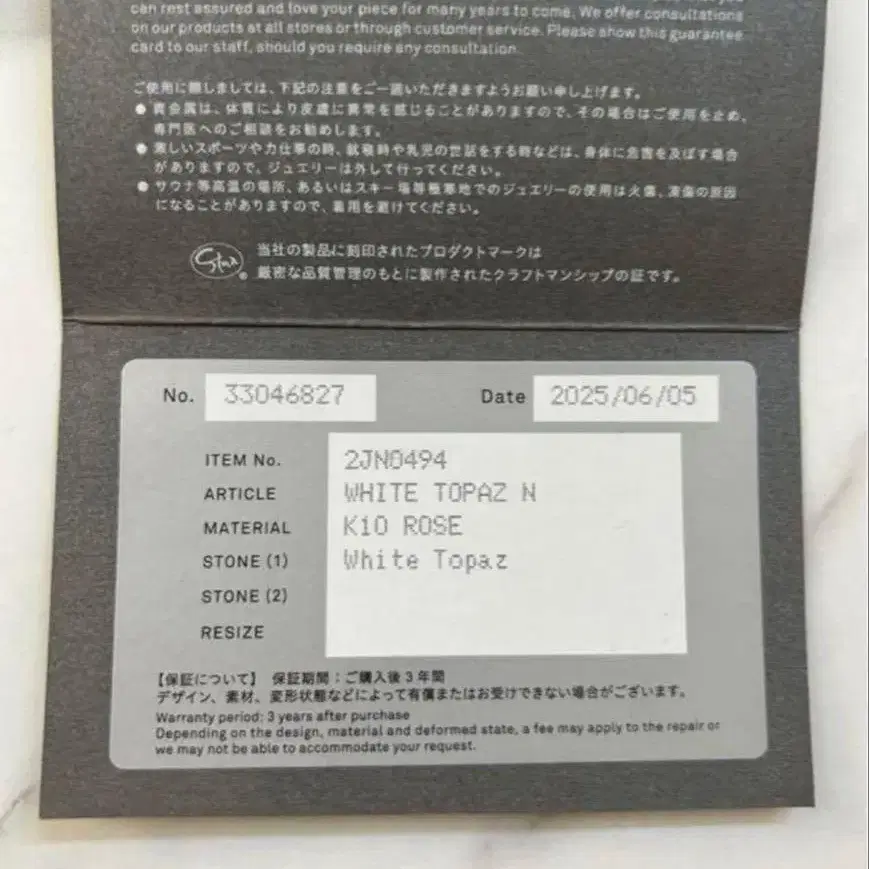 can rest assured and love your piece for many years to come. We offer consultations
on our products at all stores or through customer service. Please show this guarantee
card to our staff, should you require any consultation.
ご使用に際しましては、下記の注意をご一読いただきますようお願い申し上げます。
● 貴金属は、体質により皮膚に異常を感じることがありますので、その場合はご使用を止め、
専門医へのご相談をお勧めします。
● 激しいスポーツや力仕事の時、就寝時や乳児の世話をする時などは、身体に危害を及ぼす場合
がありますので、ジュエリーは外して行ってください。
● サウナ等高温の場所、あるいはスキー場等極寒地でのジュエリーの使用は火傷、凍傷の原因
になることがありますので、着用を避けてください。
Star
当社の製品に刻印されたプロダクトマークは
厳密な品質管理のもとに製作されたクラフトマンシップの証です。
No. 33046827 Date 2025/06/05
ITEM No. 2JN0494
ARTICLE WHITE TOPAZ N
MATERIAL K10 ROSE
STONE (1) White Topaz
STONE (2)
RESIZE
【保証について】 保証期間：ご購入後3年間
デザイン、素材、変形状態などによって有償またはお受けできない場合がございます。
Warranty period: 3 years after purchase
Depending on the design, material and deformed state, a fee may apply to the repair or
we may not be able to accommodate your request.